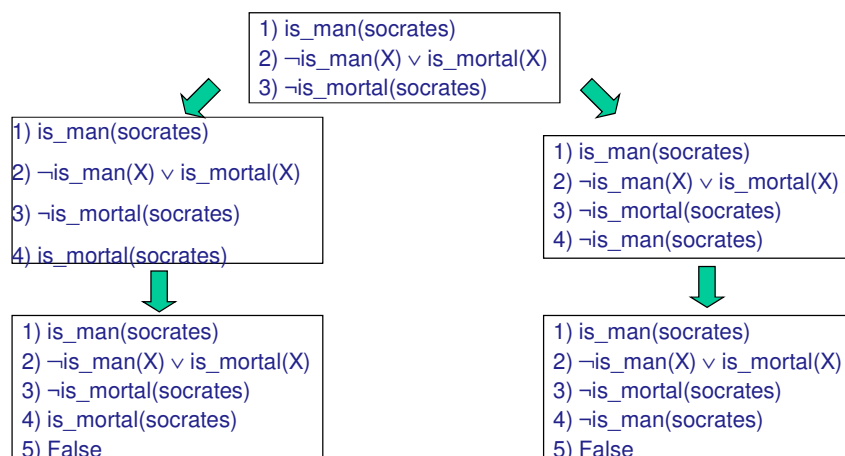 1) is_man(socrates)
2) ¬is_man(X) ∨ is_mortal(X)
3) ¬is_mortal(socrates)
1) is_man(socrates)
2) ¬is_man(X) ∨ is_mortal(X)
3) ¬is_mortal(socrates)
4) is_mortal(socrates)
1) is_man(socrates)
2) ¬is_man(X) ∨ is_mortal(X)
3) ¬is_mortal(socrates)
4) ¬is_man(socrates)
1) is_man(socrates)
2) ¬is_man(X) ∨ is_mortal(X)
3) ¬is_mortal(socrates)
4) is_mortal(socrates)
5) False
1) is_man(socrates)
2) ¬is_man(X) ∨ is_mortal(X)
3) ¬is_mortal(socrates)
4) ¬is_man(socrates)
5) False